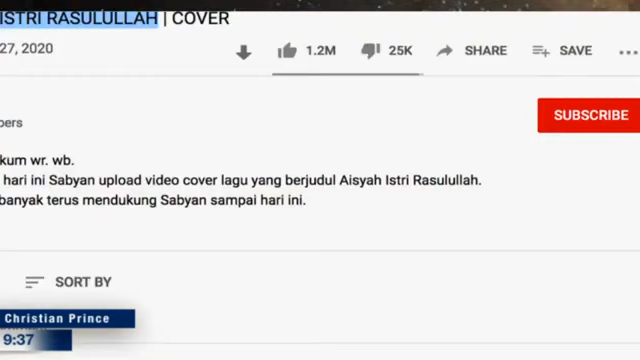 ISTRI RASULULLAH | COVER
27, 2020
1.2M 25K SHARE SAVE
bers
SUBSCRIBE
kum wr. wb.
hari ini Sabyan upload video cover lagu yang berjudul Aisyah Istri Rasulullah.
banyak terus mendukung Sabyan sampai hari ini.
SORT BY
Christian Prince
9:37